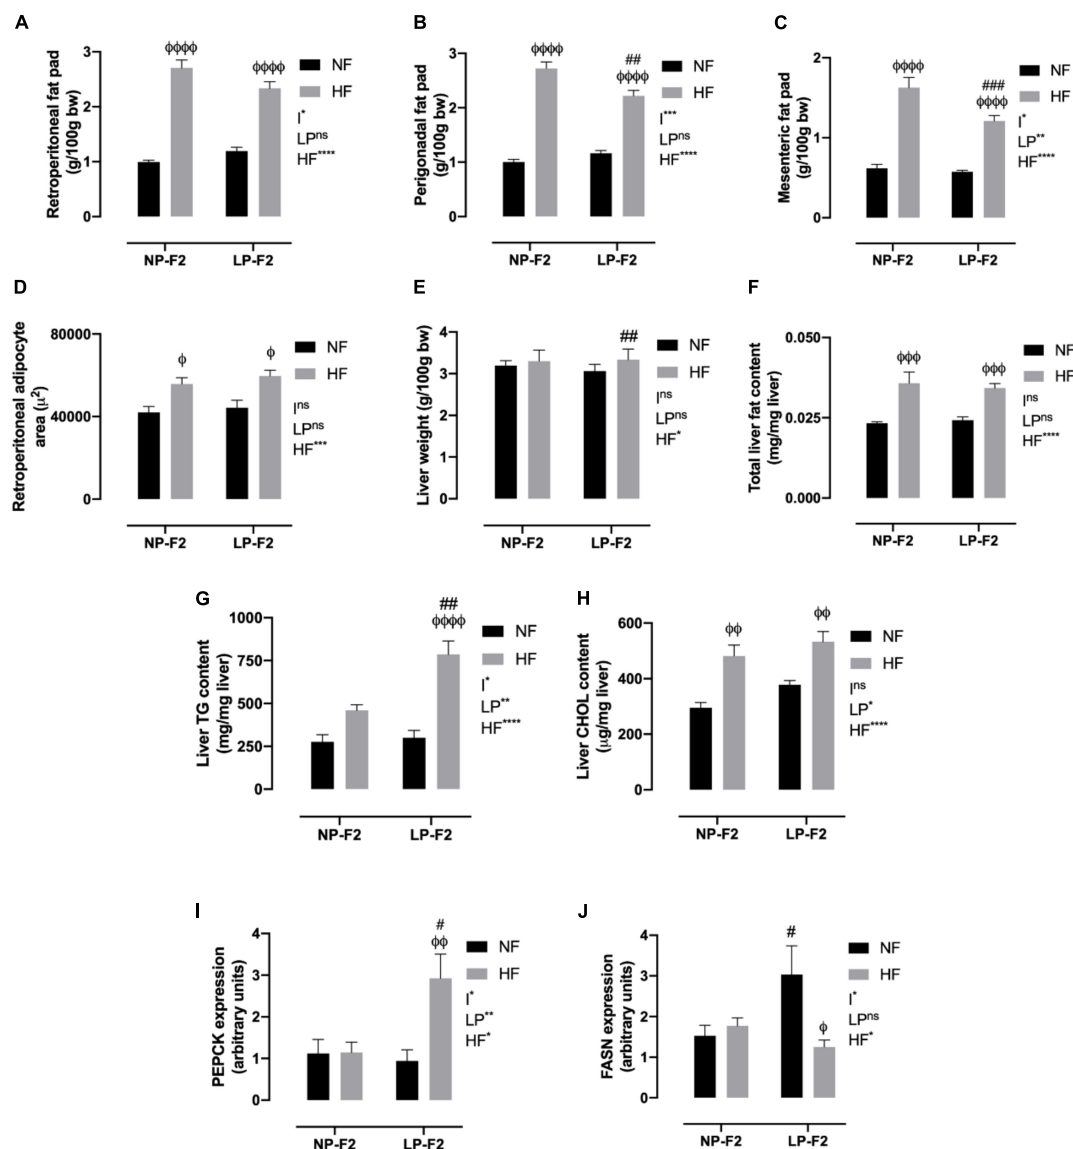 A
Retroperitoneal fat pad
(g/100g bw)
3
2
1
0
ϕϕϕϕ
ϕϕϕϕ
NF
HF
I*
LPns
HF****
NP-F2
LP-F2
B
Perigonadal fat pad
(g/100g bw)
3
2
1
0
ϕϕϕϕ
##
ϕϕϕϕ
NF
HF
I***
LPns
HF****
NP-F2
LP-F2
C
Mesenteric fat pad
(g/100g bw)
2
1
0
ϕϕϕϕ
###
ϕϕϕϕ
NF
HF
I*
LP**
HF****
NP-F2
LP-F2
D
Retroperitoneal adipocyte
area (µ2)
80000
40000
0
ϕ
ϕ
NF
HF
Ins
LPns
HF***
NP-F2
LP-F2
E
Liver weight (g/100g bw)
4
3
2
1
0
##
NF
HF
Ins
LPns
HF*
NP-F2
LP-F2
F
Total liver fat content
(mg/mg liver)
0.050
0.025
0.000
ϕϕϕ
ϕϕϕ
NF
HF
Ins
LPns
HF****
NP-F2
LP-F2
G
Liver TG content
(mg/mg liver)
1000
750
500
250
0
##
ϕϕϕϕ
NF
HF
I*
LP**
HF****
NP-F2
LP-F2
H
Liver CHOL content
(µg/mg liver)
600
400
200
0
ϕϕ
ϕϕ
NF
HF
Ins
LP*
HF****
NP-F2
LP-F2
I
PEPCK expression
(arbitrary units)
4
3
2
1
0
#
ϕϕ
NF
HF
I*
LP**
HF*
NP-F2
LP-F2
J
FASN expression
(arbitrary units)
4
3
2
1
0
#
ϕ
NF
HF
I*
LPns
HF*
NP-F2
LP-F2